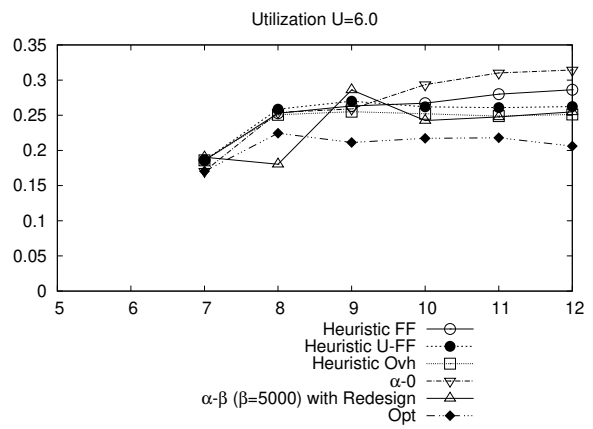 Utilization U=6.0
0.35
0.3
0.25
0.2
0.15
0.1
0.05
0
5 6 7 8 9 10 11 12
Heuristic FF
Heuristic U-FF
Heuristic Ovh
α-0
α-β (β=5000) with Redesign
Opt